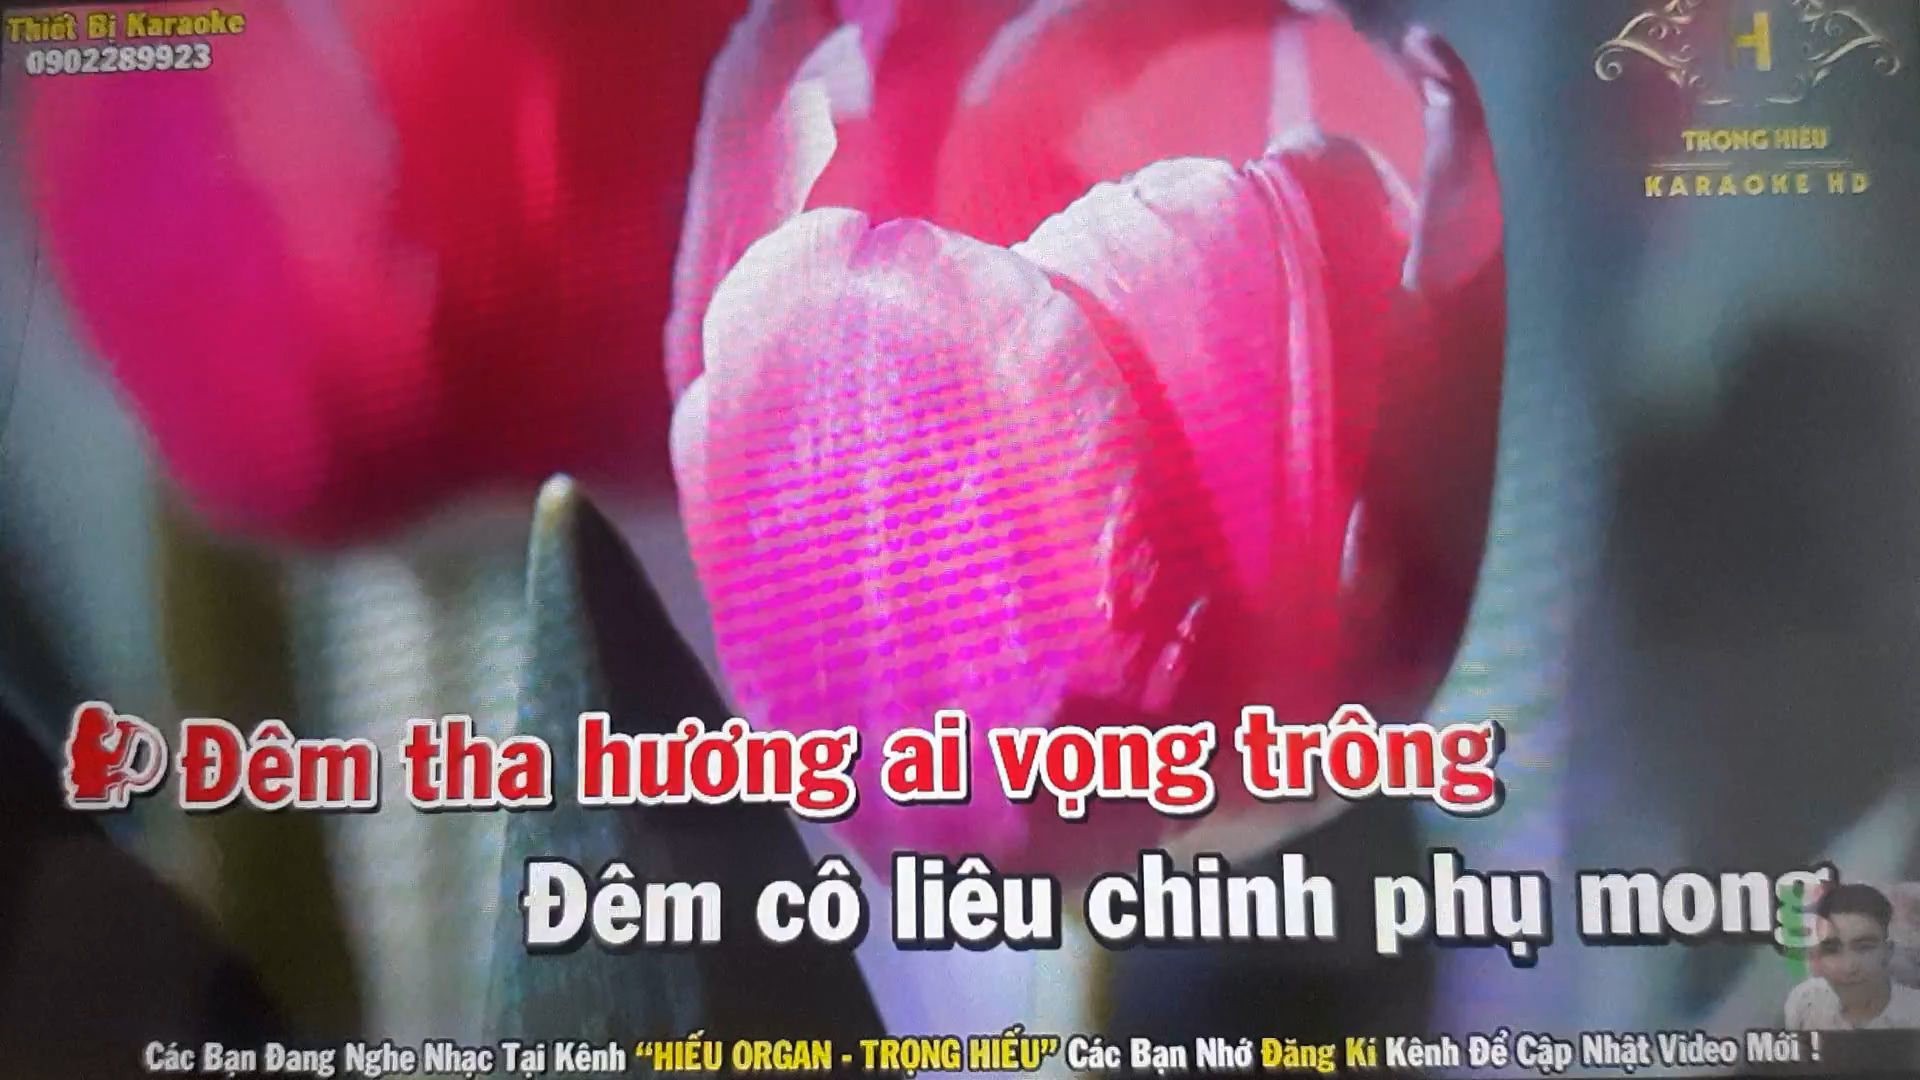 Thiết Bị Karaoke
0902289923
H
TRỌNG HIẾU
KARAOKE HD
Đêm tha hương ai vọng trông
Đêm cô liêu chinh phụ mong
Các Bạn Đang Nghe Nhạc Tại Kênh “HIẾU ORGAN - TRỌNG HIẾU” Các Bạn Nhớ Đăng Kí Kênh Để Cập Nhật Video Mới !